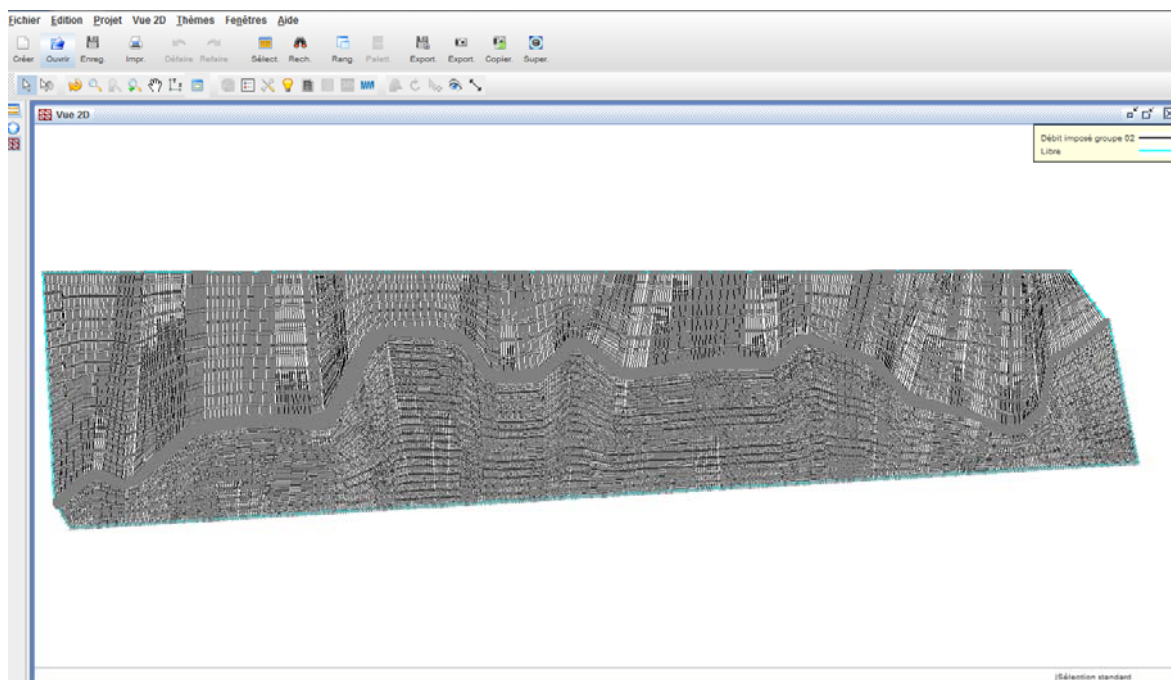 Fichier Edition Projet Vue 2D Thèmes Fenêtres Aide
Créer Ouvrir Enreg. Impr. Défaire Refaire Sélect. Rech. Rang. Palett. Export. Export. Copier. Super.
Vue 2D
Débit imposé groupe 02
Libre
Sélection standard